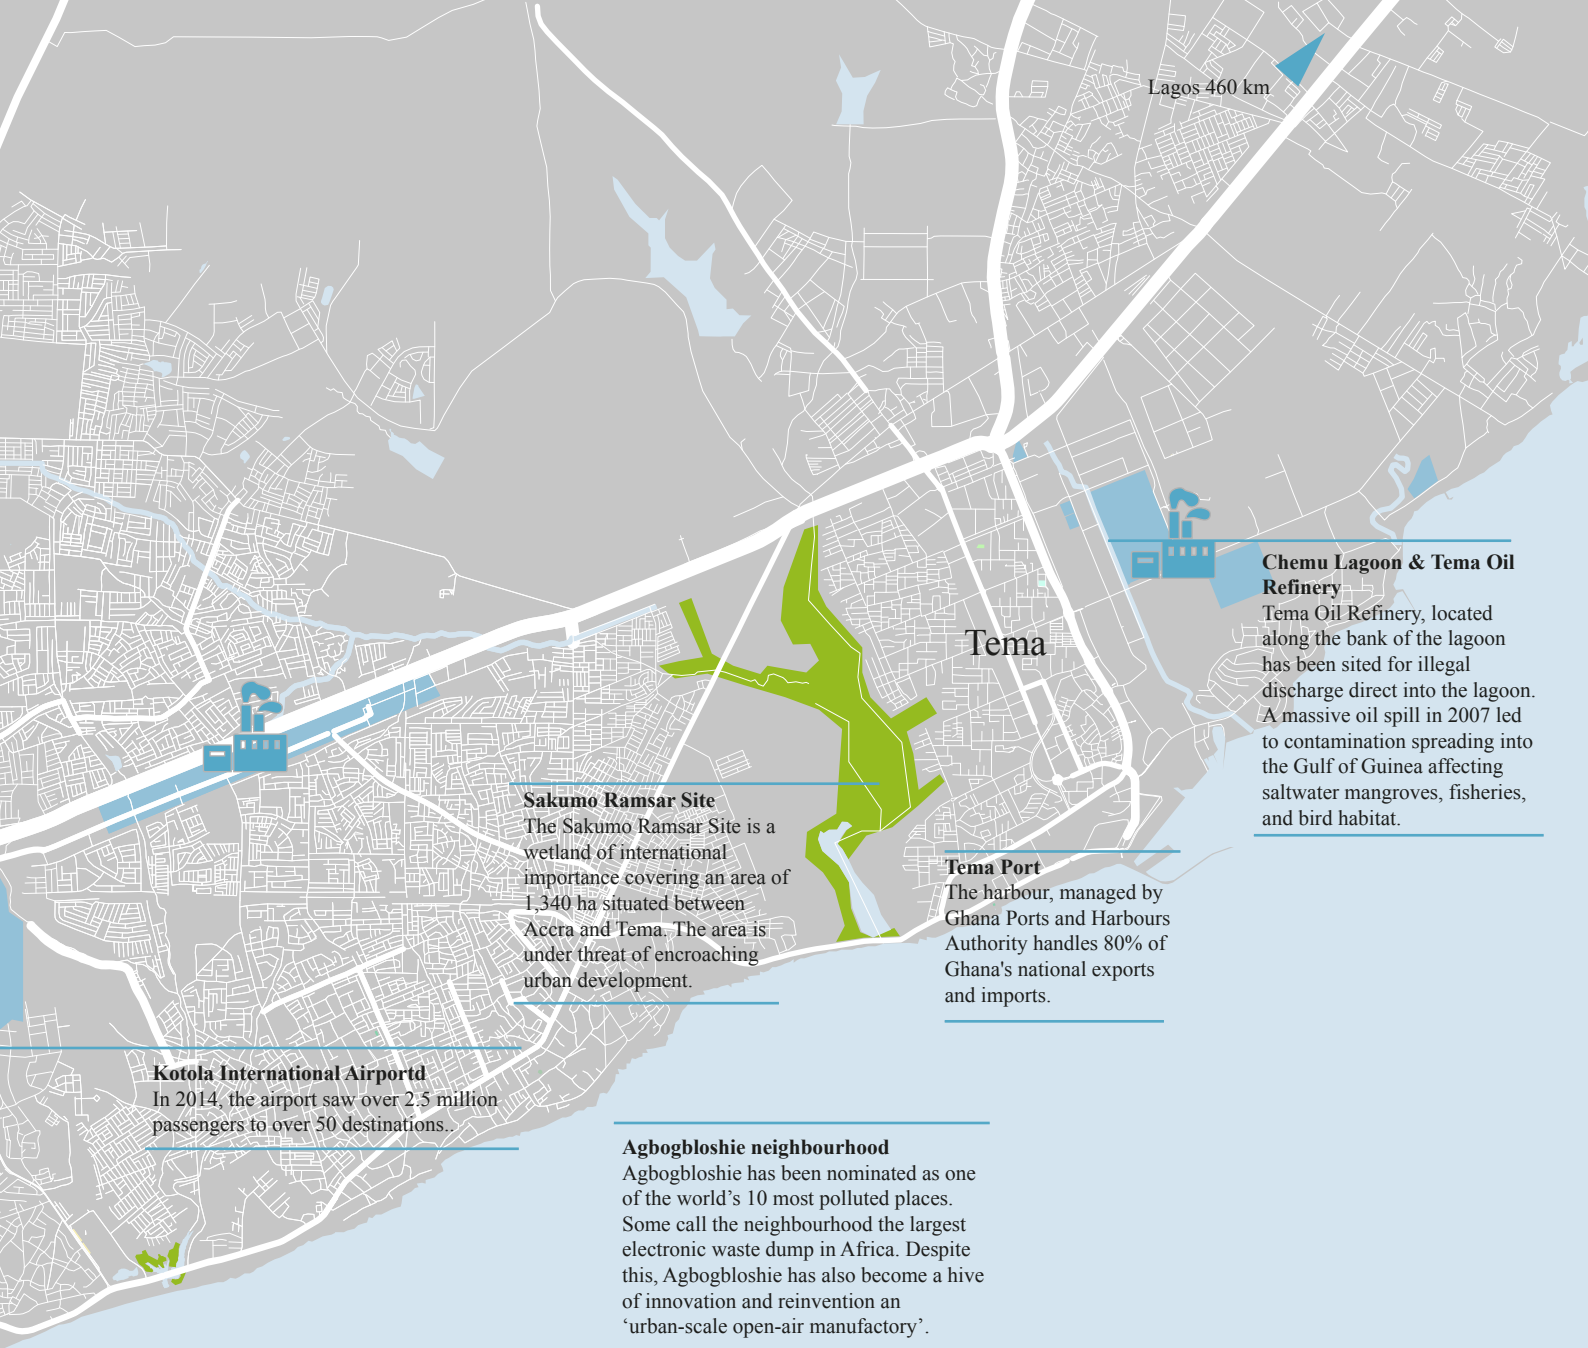 Lagos 460 km
Chemu Lagoon & Tema Oil
Refinery
Tema Oil Refinery, located
along the bank of the lagoon
has been sited for illegal
discharge direct into the lagoon.
A massive oil spill in 2007 led
to contamination spreading into
the Gulf of Guinea affecting
saltwater mangroves, fisheries,
and bird habitat.
Tema
Sakumo Ramsar Site
The Sakumo Ramsar Site is a
wetland of international
importance covering an area of
1,340 ha situated between
Accra and Tema. The area is
under threat of encroaching
urban development.
Tema Port
The harbour, managed by
Ghana Ports and Harbours
Authority handles 80% of
Ghana's national exports
and imports.
Kotola International Airportd
In 2014, the airport saw over 2.5 million
passengers to over 50 destinations..
Agbogbloshie neighbourhood
Agbogbloshie has been nominated as one
of the world’s 10 most polluted places.
Some call the neighbourhood the largest
electronic waste dump in Africa. Despite
this, Agbogbloshie has also become a hive
of innovation and reinvention an
‘urban-scale open-air manufactory’.